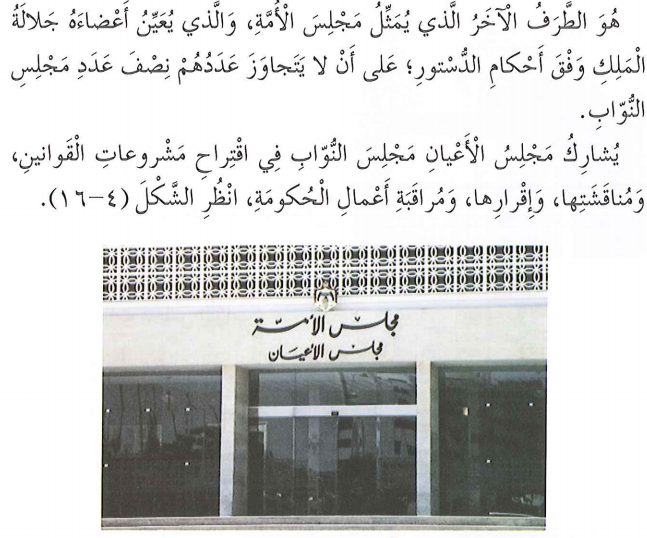 هُوَ الطَّرَفُ الْآخَرُ الَّذي يُمَثِّلُ مَجْلِسَ الْأُمَّةِ، وَالَّذي يُعَيِّنُ أَعْضاءَهُ جَلالَةُ
الْمَلِكِ وَفْقَ أَحْكامِ الدُّسْتورِ؛ عَلى أَنْ لا يَتَجاوَزَ عَدَدُهُمْ نِصْفَ عَدَدِ مَجْلِسِ
النُّوّابِ.
يُشارِكُ مَجْلِسُ الْأَعْيانِ مَجْلِسَ النُّوّابِ فِي اقْتِراحِ مَشْروعاتِ الْقَوانينِ،
وَمُناقَشَتِها، وَإِقْرارِها، وَمُراقَبَةِ أَعْمالِ الْحُكومَةِ، انْظُرِ الشَّكْلَ (٤-١٦).
مجلس الأمة
مجلس الأعيان